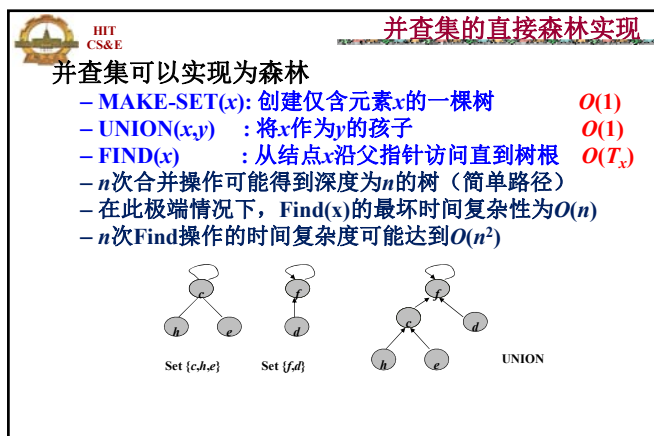 HIT
CS&E
并查集的直接森林实现
并查集可以实现为森林
– MAKE-SET(x): 创建仅含元素x的一棵树 O(1)
– UNION(x,y) : 将x作为y的孩子 O(1)
– FIND(x) : 从结点x沿父指针访问直到树根 O(Tx)
– n次合并操作可能得到深度为n的树（简单路径）
– 在此极端情况下，Find(x)的最坏时间复杂性为O(n)
– n次Find操作的时间复杂度可能达到O(n²)
c f f
c d
h e d
h e
Set {c,h,e} Set {f,d} UNION